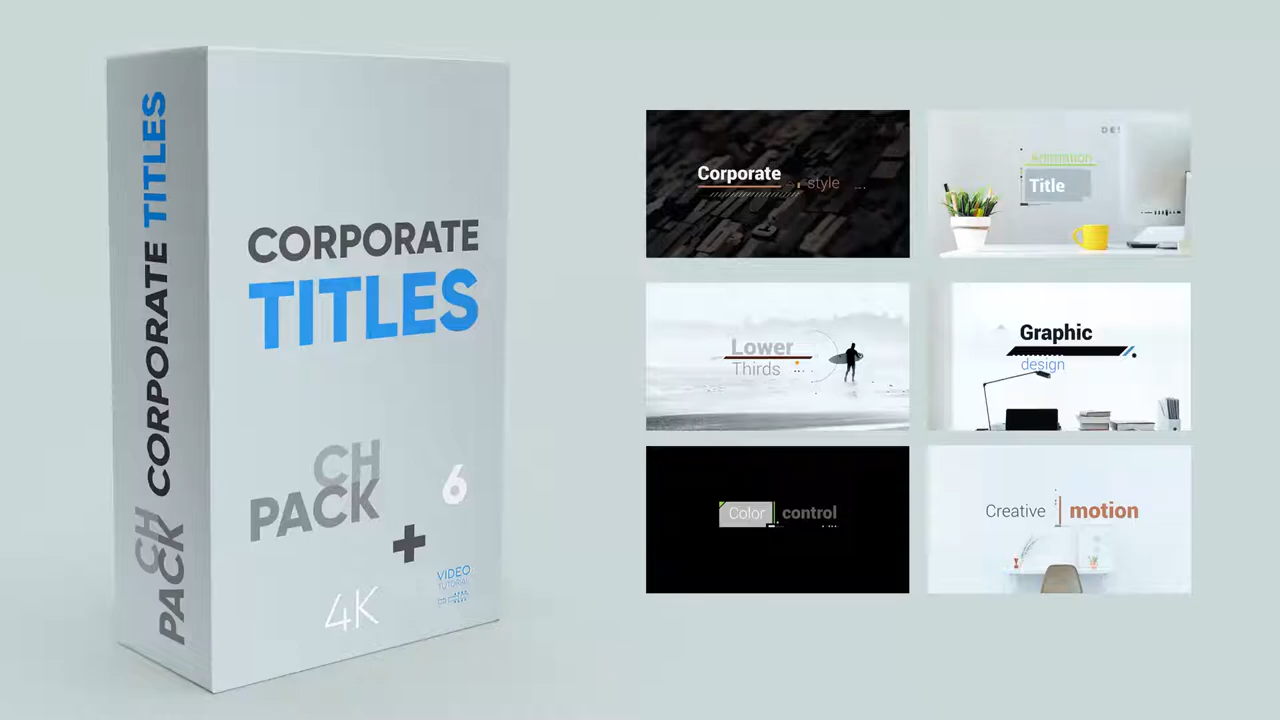 CORPORATE TITLES
CH
PACK
CORPORATE
TITLES
CH
PACK
6
+
4K
VIDEO
TUTORIAL
Corporate
style
Animation
Title
Lower
Thirds
Graphic
design
Color control
Creative motion